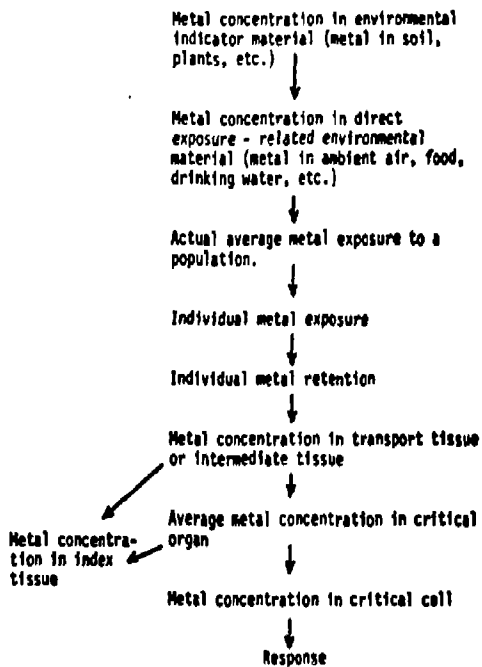 Metal concentration in environmental
indicator material (metal in soil,
plants, etc.)
Metal concentration in direct
exposure - related environmental
material (metal in ambient air, food,
drinking water, etc.)
Actual average metal exposure to a
population.
Individual metal exposure
Individual metal retention
Metal concentration in transport tissue
or intermediate tissue
Average metal concentration in critical
organ
Metal concentra-
tion in index
tissue
Metal concentration in critical cell
Response